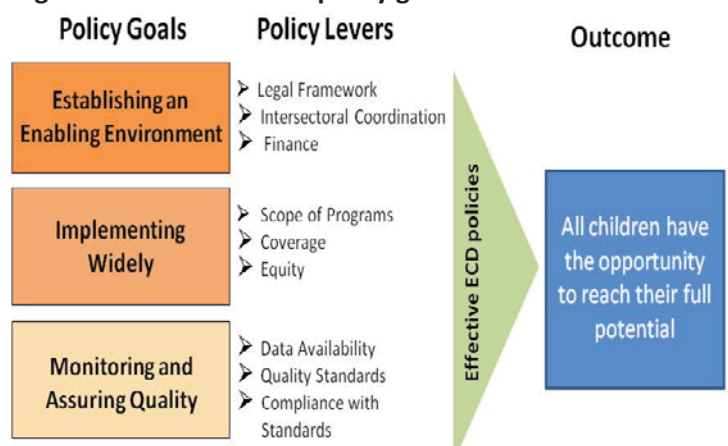 Policy Goals
Policy Levers
Outcome
Establishing an
Enabling Environment
➢ Legal Framework
➢ Intersectoral Coordination
➢ Finance
Implementing
Widely
➢ Scope of Programs
➢ Coverage
➢ Equity
Monitoring and
Assuring Quality
➢ Data Availability
➢ Quality Standards
➢ Compliance with
Standards
Effective ECD policies
All children have
the opportunity
to reach their full
potential